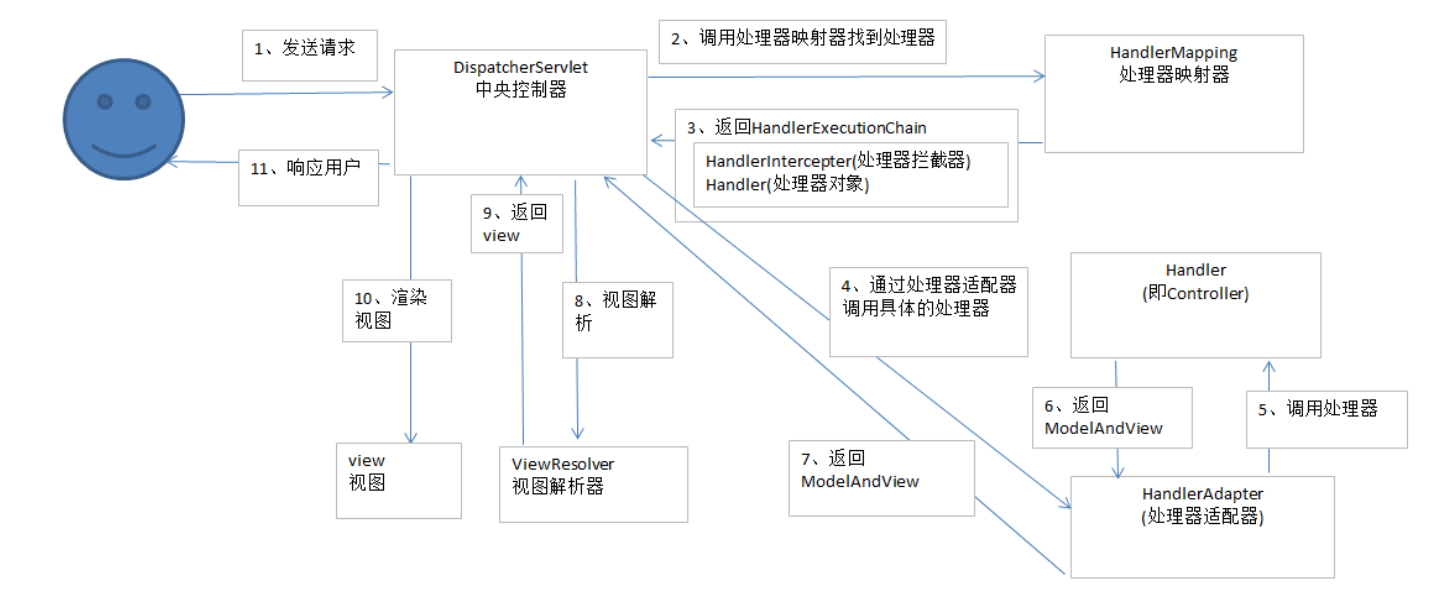 1、发送请求
DispatcherServlet
中央控制器
2、调用处理器映射器找到处理器
HandlerMapping
处理器映射器
3、返回HandlerExecutionChain
HandlerIntercepter(处理器拦截器)
Handler(处理器对象)
11、响应用户
9、返回
view
10、渲染
视图
8、视图解
析
4、通过处理器适配器
调用具体的处理器
Handler
(即Controller)
6、返回
ModelAndView
5、调用处理器
7、返回
ModelAndView
view
视图
ViewResolver
视图解析器
HandlerAdapter
(处理器适配器)